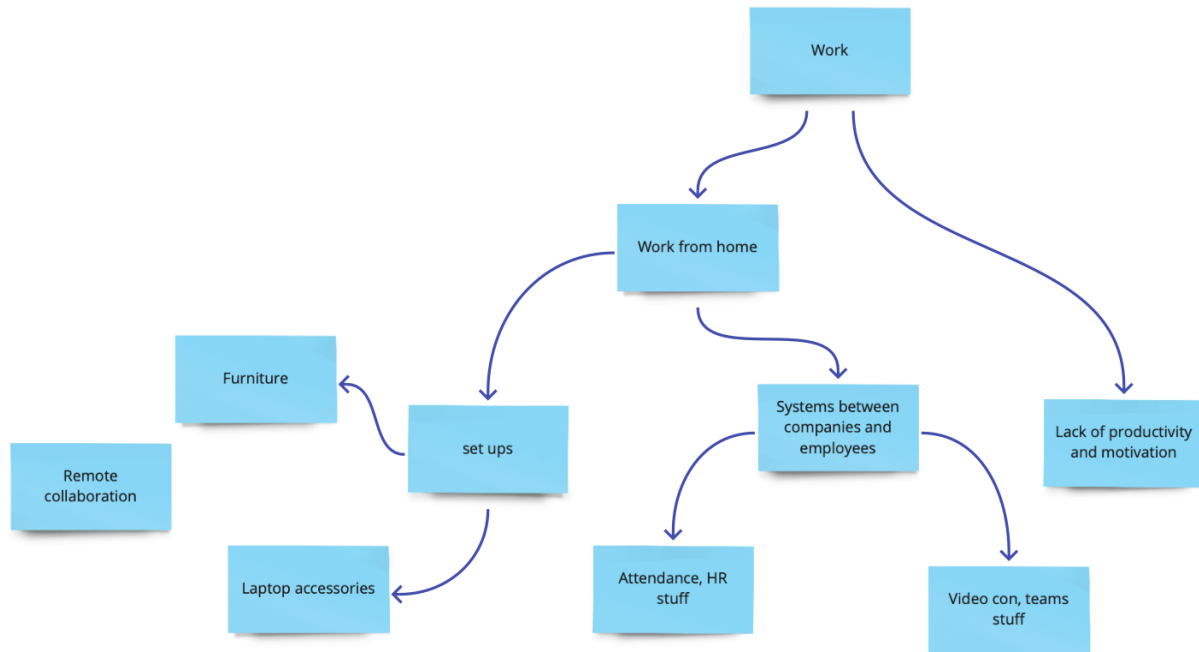 Work
Work from home
Furniture
set ups
Systems between
companies and
employees
Lack of productivity
and motivation
Remote
collaboration
Laptop accessories
Attendance, HR
stuff
Video con, teams
stuff